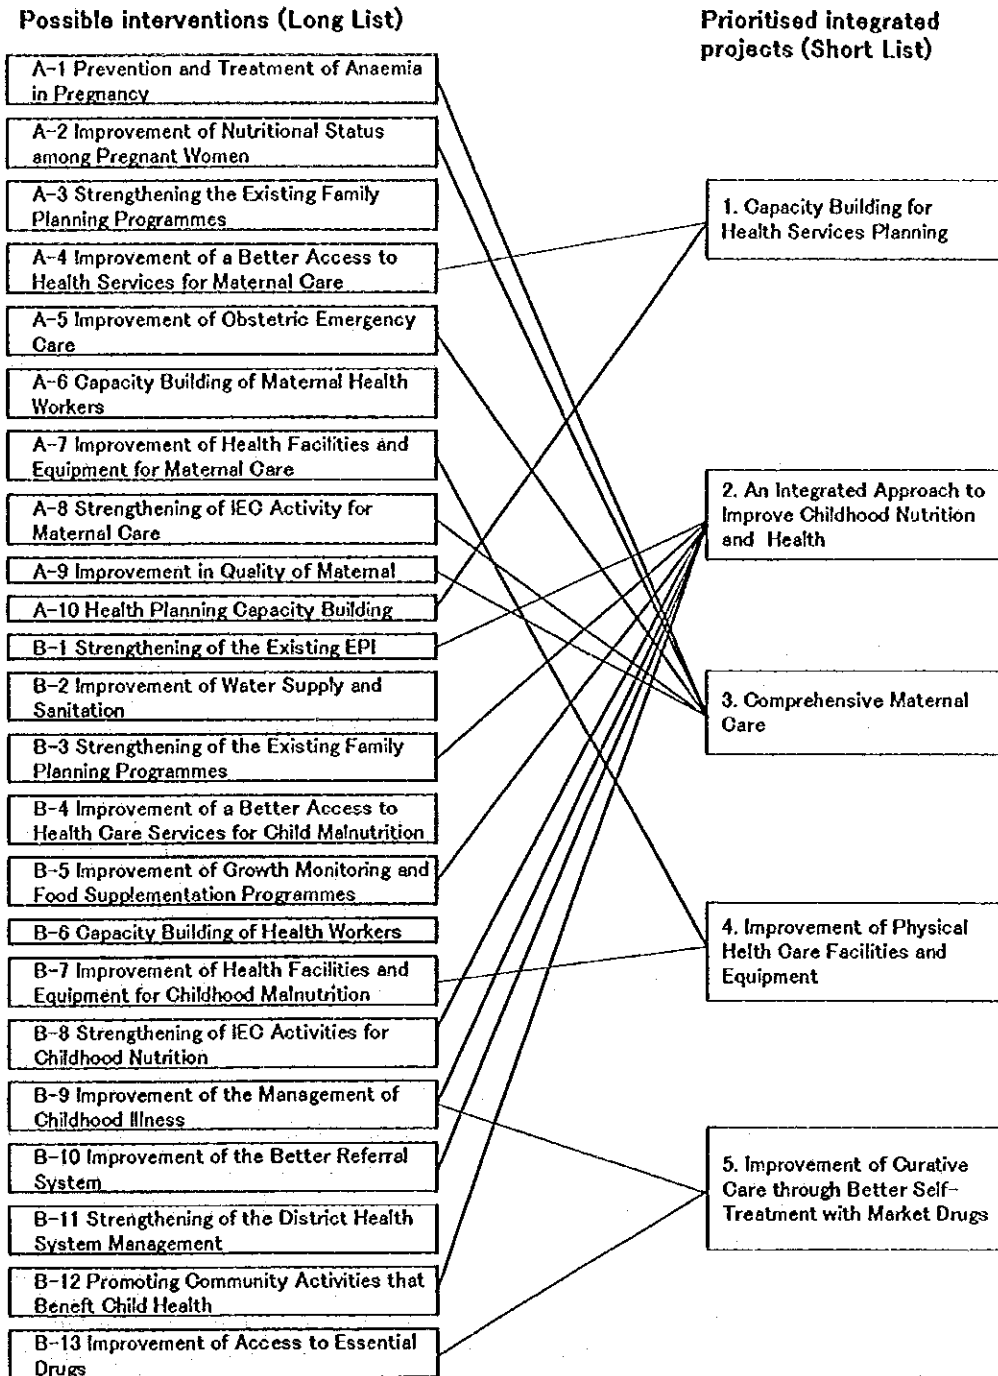 Possible interventions (Long List)
Prioritised integrated
projects (Short List)
A-1 Prevention and Treatment of Anaemia
in Pregnancy
A-2 Improvement of Nutritional Status
among Pregnant Women
A-3 Strengthening the Existing Family
Planning Programmes
A-4 Improvement of a Better Access to
Health Services for Maternal Care
A-5 Improvement of Obstetric Emergency
Care
A-6 Capacity Building of Maternal Health
Workers
A-7 Improvement of Health Facilities and
Equipment for Maternal Care
A-8 Strengthening of IEC Activity for
Maternal Care
A-9 Improvement in Quality of Maternal
A-10 Health Planning Capacity Building
B-1 Strengthening of the Existing EPI
B-2 Improvement of Water Supply and
Sanitation
B-3 Strengthening of the Existing Family
Planning Programmes
B-4 Improvement of a Better Access to
Health Care Services for Child Malnutrition
B-5 Improvement of Growth Monitoring and
Food Supplementation Programmes
B-6 Capacity Building of Health Workers
B-7 Improvement of Health Facilities and
Equipment for Childhood Malnutrition
B-8 Strengthening of IEC Activities for
Childhood Nutrition
B-9 Improvement of the Management of
Childhood Illness
B-10 Improvement of the Better Referral
System
B-11 Strengthening of the District Health
System Management
B-12 Promoting Community Activities that
Beneft Child Health
B-13 Improvement of Access to Essential
Drugs
1. Capacity Building for
Health Services Planning
2. An Integrated Approach to
Improve Childhood Nutrition
and Health
3. Comprehensive Maternal
Care
4. Improvement of Physical
Helth Care Facilities and
Equipment
5. Improvement of Curative
Care through Better Self-
Treatment with Market Drugs